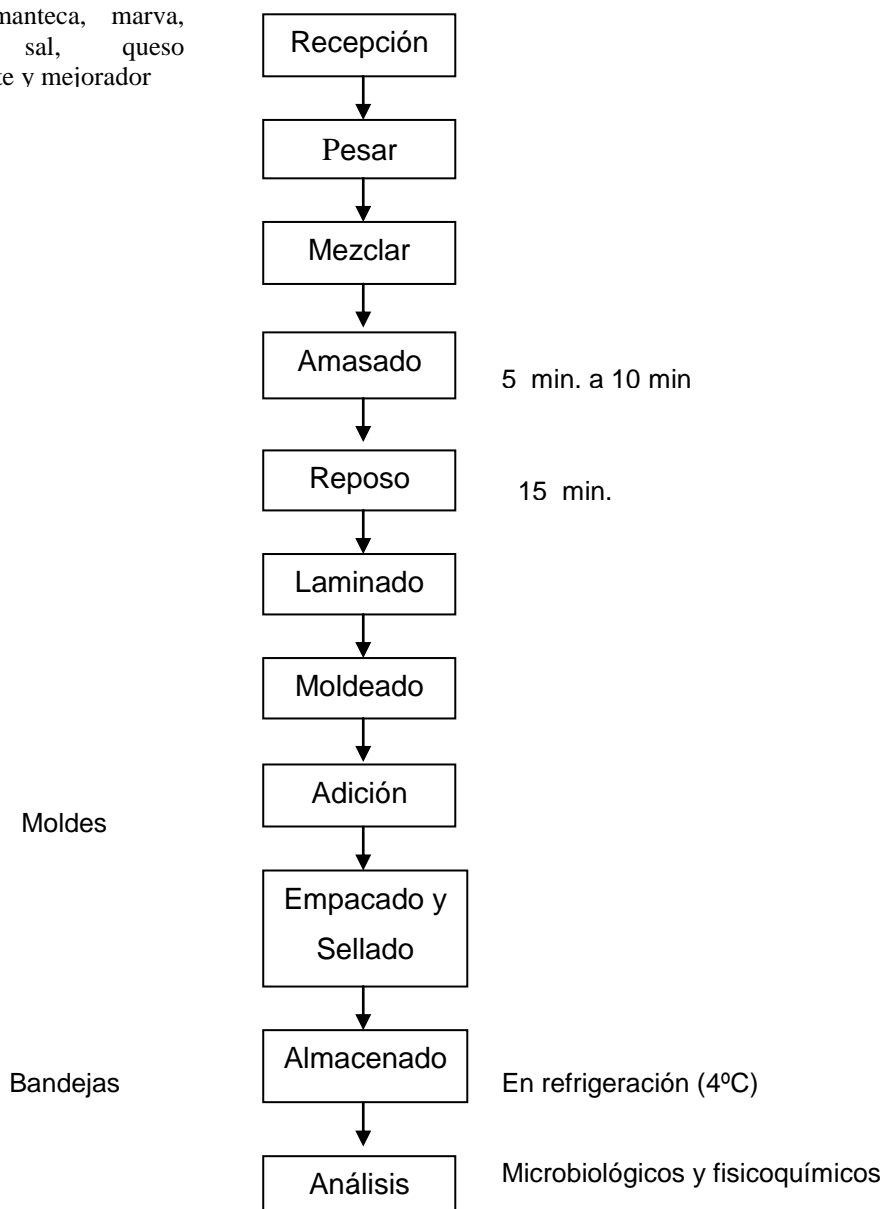 manteca, marva,
sal, queso
y mejorador
Recepción
Pesar
Mezclar
Amasado
5 min. a 10 min
Reposo
15 min.
Laminado
Moldeado
Adición
Moldes
Empacado y
Sellado
Almacenado
Bandejas
En refrigeración (4ºC)
Análisis
Microbiológicos y fisicoquímicos